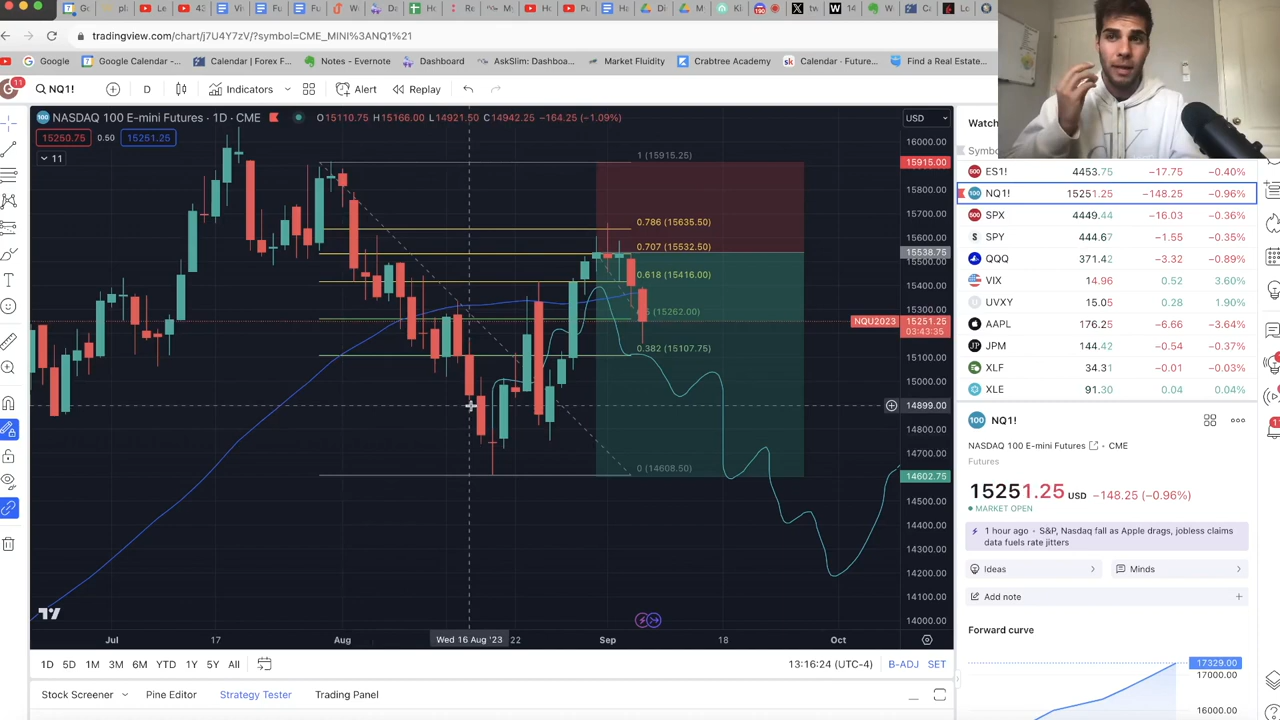 tradingview.com/chart/j7U4Y7zV/?symbol=CME_MINI%3ANQ1%21
Google
Google Calendar -...
Calendar | Forex F...
Notes - Evernote
Dashboard
AskSlim: Dashboa...
Market Fluidity
Crabtree Academy
Calendar - Future...
Find a Real Estate...
11
NQ1!
D
Indicators
Alert
Replay
NASDAQ 100 E-mini Futures · 1D · CME
O15110.75 H15166.00 L14921.50 C14942.25 −164.25 (−1.09%)
USD
15250.75
0.50
15251.25
11
1 (15915.25)
0.786 (15635.50)
0.707 (15532.50)
0.618 (15416.00)
(15262.00)
0.382 (15107.75)
0 (14608.50)
16000.00
15915.00
15800.00
15700.00
15600.00
15538.75
15500.00
15400.00
15300.00
NQU2023
15251.25
03:43:35
15100.00
15000.00
14899.00
14800.00
14700.00
14602.75
14500.00
14400.00
14300.00
14200.00
14100.00
14000.00
Jul
17
Aug
Wed 16 Aug '23
22
Sep
18
Oct
1D
5D
1M
3M
6M
YTD
1Y
5Y
All
13:16:24 (UTC-4)
B-ADJ
SET
Stock Screener
Pine Editor
Strategy Tester
Trading Panel
Watch
Symbo
ES1! 4453.75 −17.75 −0.40%
NQ1! 15251.25 −148.25 −0.96%
SPX 4449.44 −16.03 −0.36%
SPY 444.67 −1.55 −0.35%
QQQ 371.42 −3.32 −0.89%
VIX 14.96 0.52 3.60%
UVXY 15.05 0.28 1.90%
AAPL 176.25 −6.66 −3.64%
JPM 144.42 −0.54 −0.37%
XLF 34.31 −0.01 −0.03%
XLE 91.30 0.04 0.04%
NQ1!
NASDAQ 100 E-mini Futures · CME
Futures
15251.25 USD −148.25 (−0.96%)
MARKET OPEN
1 hour ago · S&P, Nasdaq fall as Apple drags, jobless claims
data fuels rate jitters
Ideas
Minds
Add note
Forward curve
17329.00
17000.00
16000.00